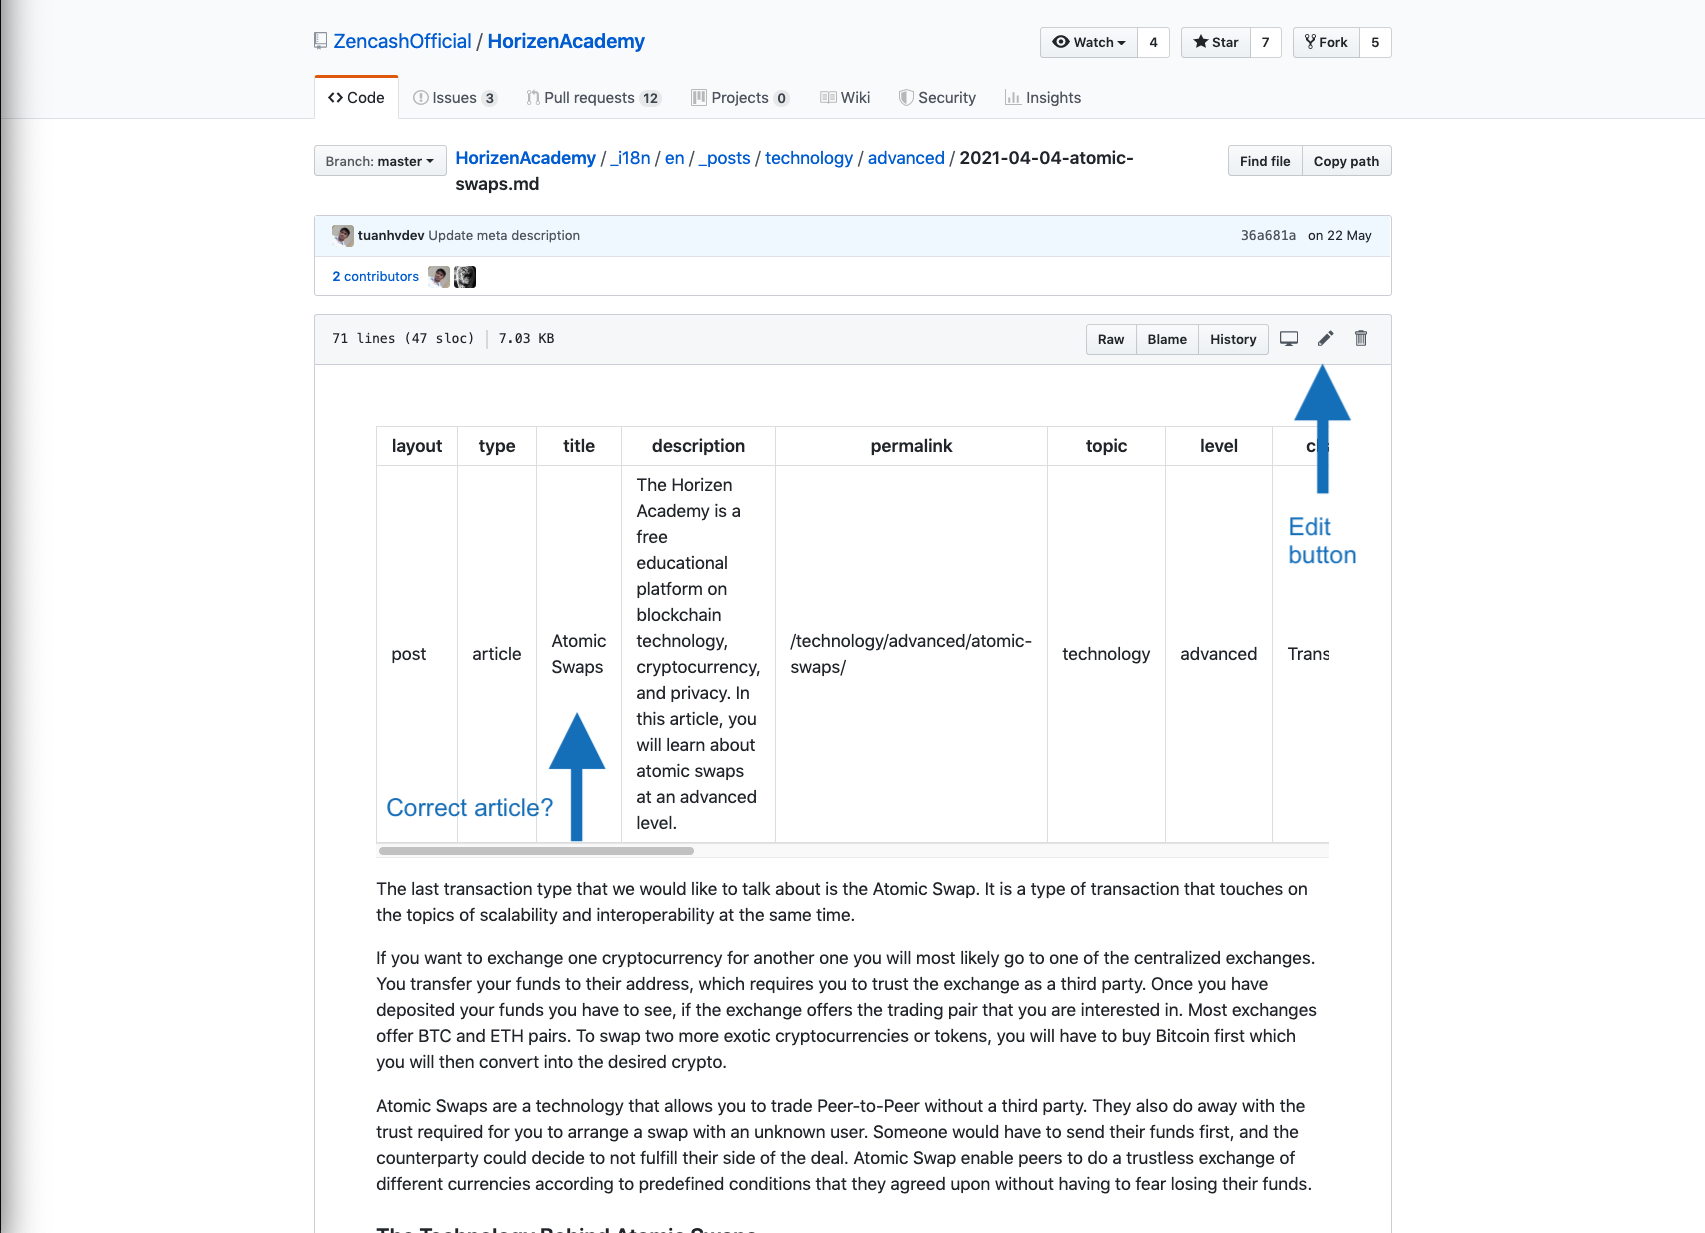 ZencashOfficial / HorizenAcademy
Watch 4 Star 7 Fork 5
Code Issues 3 Pull requests 12 Projects 0 Wiki Security Insights
Branch: master HorizenAcademy / _i18n / en / _posts / technology / advanced / 2021-04-04-atomic-
swaps.md
Find file Copy path
tuanhvdev Update meta description 36a681a on 22 May
2 contributors
71 lines (47 sloc) 7.03 KB Raw Blame History
layout type title description permalink topic level
post
article
Atomic
Swaps
The Horizen
Academy is a
free
educational
platform on
blockchain
technology,
cryptocurrency,
and privacy. In
this article, you
will learn about
atomic swaps
at an advanced
level.
/technology/advanced/atomic-
swaps/
technology
advanced
Trans
Edit
button
Correct article?
The last transaction type that we would like to talk about is the Atomic Swap. It is a type of transaction that touches on
the topics of scalability and interoperability at the same time.
If you want to exchange one cryptocurrency for another one you will most likely go to one of the centralized exchanges.
You transfer your funds to their address, which requires you to trust the exchange as a third party. Once you have
deposited your funds you have to see, if the exchange offers the trading pair that you are interested in. Most exchanges
offer BTC and ETH pairs. To swap two more exotic cryptocurrencies or tokens, you will have to buy Bitcoin first which
you will then convert into the desired crypto.
Atomic Swaps are a technology that allows you to trade Peer-to-Peer without a third party. They also do away with the
trust required for you to arrange a swap with an unknown user. Someone would have to send their funds first, and the
counterparty could decide to not fulfill their side of the deal. Atomic Swap enable peers to do a trustless exchange of
different currencies according to predefined conditions that they agreed upon without having to fear losing their funds.
The Technology Behind Atomic Swaps